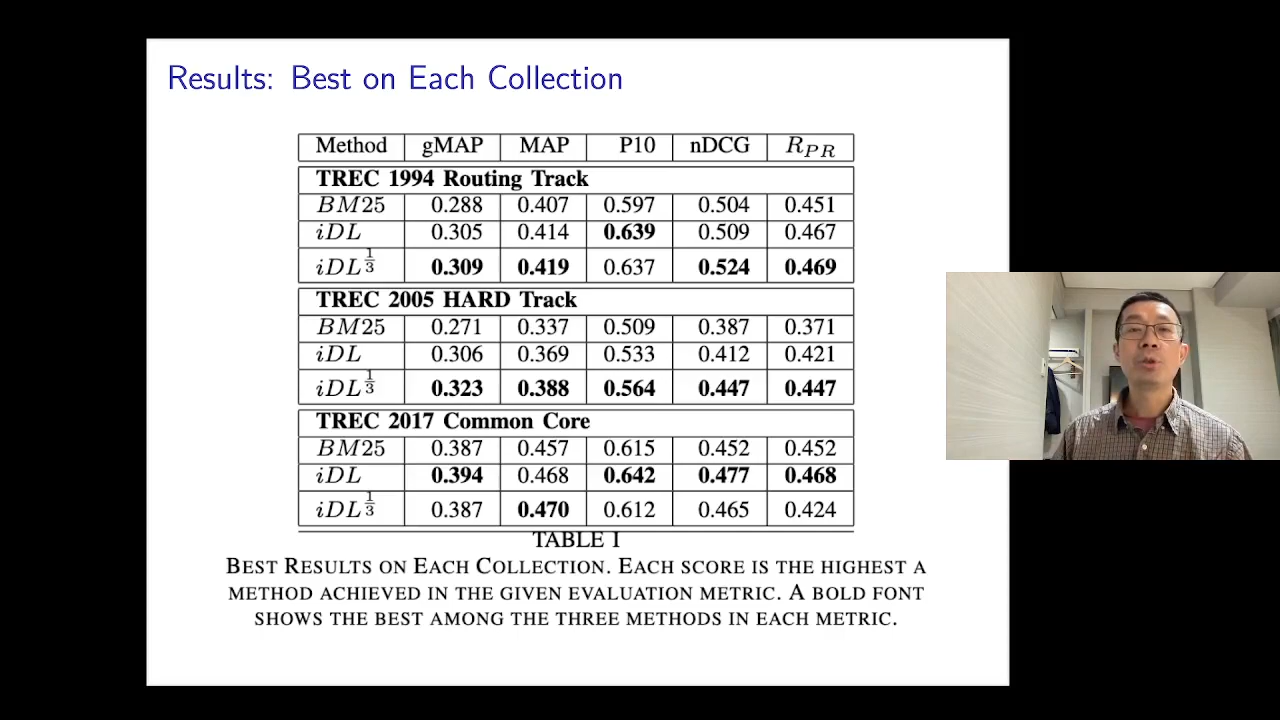 Results: Best on Each Collection
Method gMAP MAP P10 nDCG R_PR
TREC 1994 Routing Track
BM25 0.288 0.407 0.597 0.504 0.451
iDL 0.305 0.414 0.639 0.509 0.467
iDL^1/3 0.309 0.419 0.637 0.524 0.469
TREC 2005 HARD Track
BM25 0.271 0.337 0.509 0.387 0.371
iDL 0.306 0.369 0.533 0.412 0.421
iDL^1/3 0.323 0.388 0.564 0.447 0.447
TREC 2017 Common Core
BM25 0.387 0.457 0.615 0.452 0.452
iDL 0.394 0.468 0.642 0.477 0.468
iDL^1/3 0.387 0.470 0.612 0.465 0.424
TABLE I
BEST RESULTS ON EACH COLLECTION. EACH SCORE IS THE HIGHEST A
METHOD ACHIEVED IN THE GIVEN EVALUATION METRIC. A BOLD FONT
SHOWS THE BEST AMONG THE THREE METHODS IN EACH METRIC.